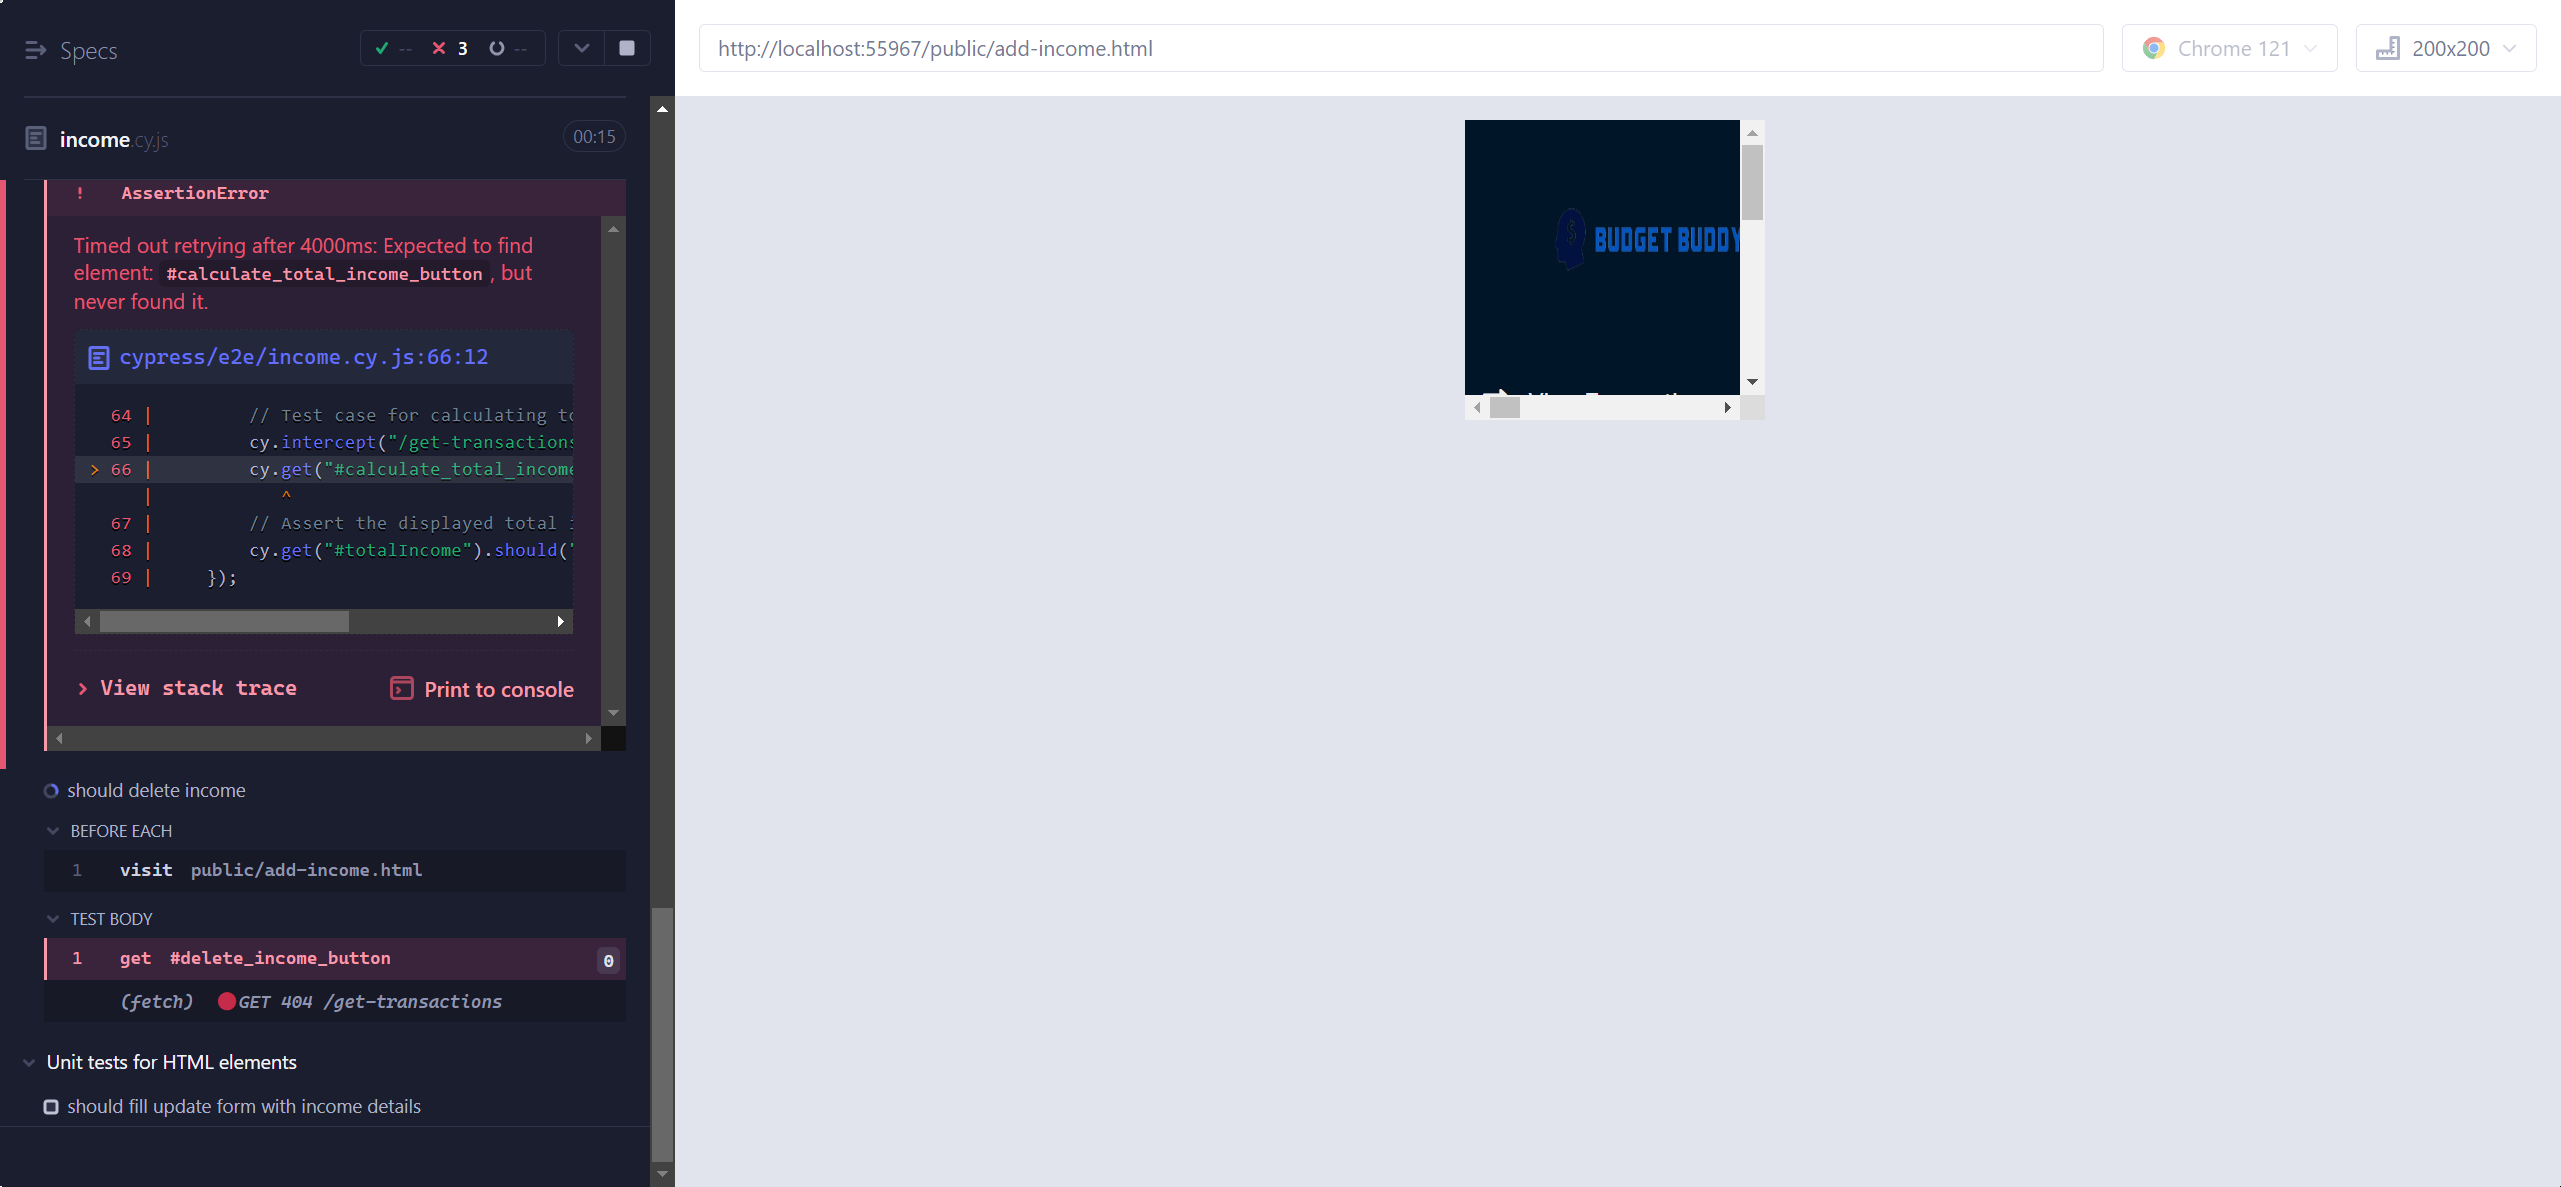 Specs
-- 3 --
income.cy.js
00:15
! AssertionError
Timed out retrying after 4000ms: Expected to find
element: #calculate_total_income_button, but
never found it.
cypress/e2e/income.cy.js:66:12
64 | // Test case for calculating to
65 | cy.intercept("/get-transactions
> 66 | cy.get("#calculate_total_income
| ^
67 | // Assert the displayed total i
68 | cy.get("#totalIncome").should("
69 | });
> View stack trace
Print to console
should delete income
BEFORE EACH
1 visit public/add-income.html
TEST BODY
1 get #delete_income_button 0
(fetch) GET 404 /get-transactions
Unit tests for HTML elements
should fill update form with income details
http://localhost:55967/public/add-income.html
Chrome 121
200x200
BUDGET BUDDY